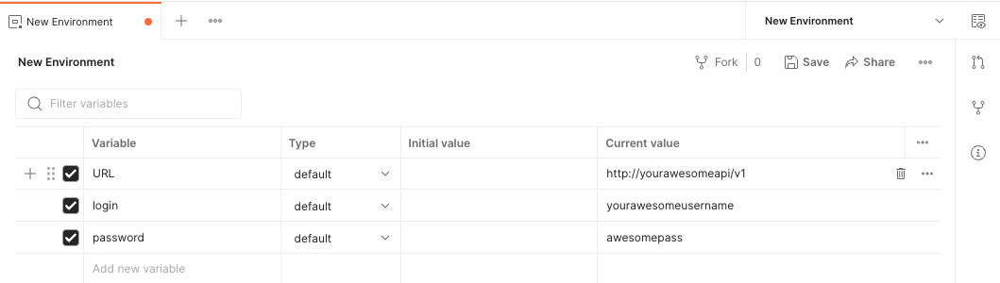 New Environment New Environment
New Environment Fork 0 Save Share
Filter variables
Variable Type Initial value Current value
URL default http://yourawesomeapi/v1
login default yourawesomeusername
password default awesomepass
Add new variable